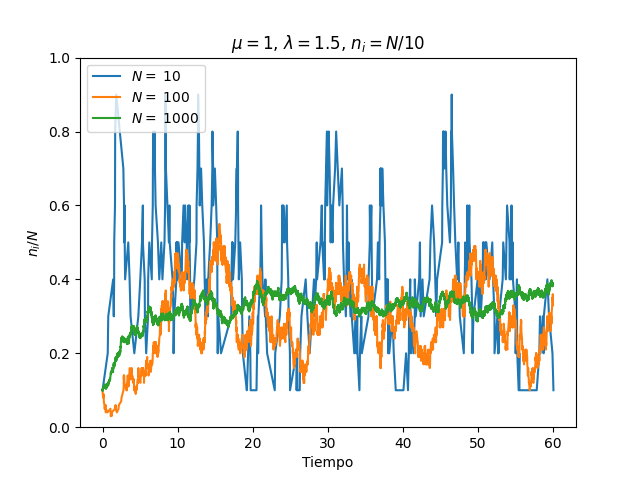 μ = 1, λ = 1.5, n_i = N/10
N = 10
N = 100
N = 1000
1.0
0.8
0.6
0.4
0.2
0.0
n_i/N
0 10 20 30 40 50 60
Tiempo